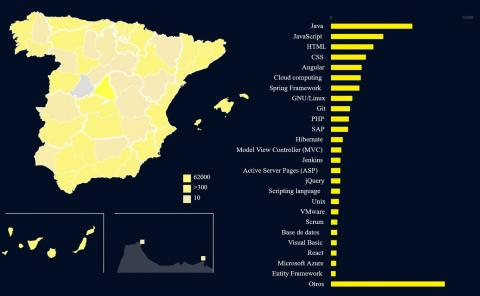 Java
JavaScript
HTML
CSS
Angular
Cloud computing
Spring Framework
GNU/Linux
Git
PHP
SAP
Hibernate
Model View Controller (MVC)
Jenkins
Active Server Pages (ASP)
jQuery
Scripting language
Unix
VMware
Scrum
Base de datos
Visual Basic
React
Microsoft Azure
Entity Framework
Otros
62000
>300
10